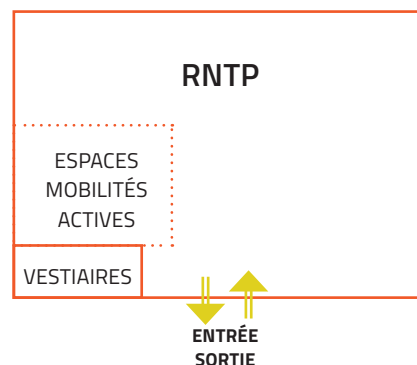 RNTP
ESPACES
MOBILITÉS
ACTIVES
VESTIAIRES
ENTRÉE
SORTIE